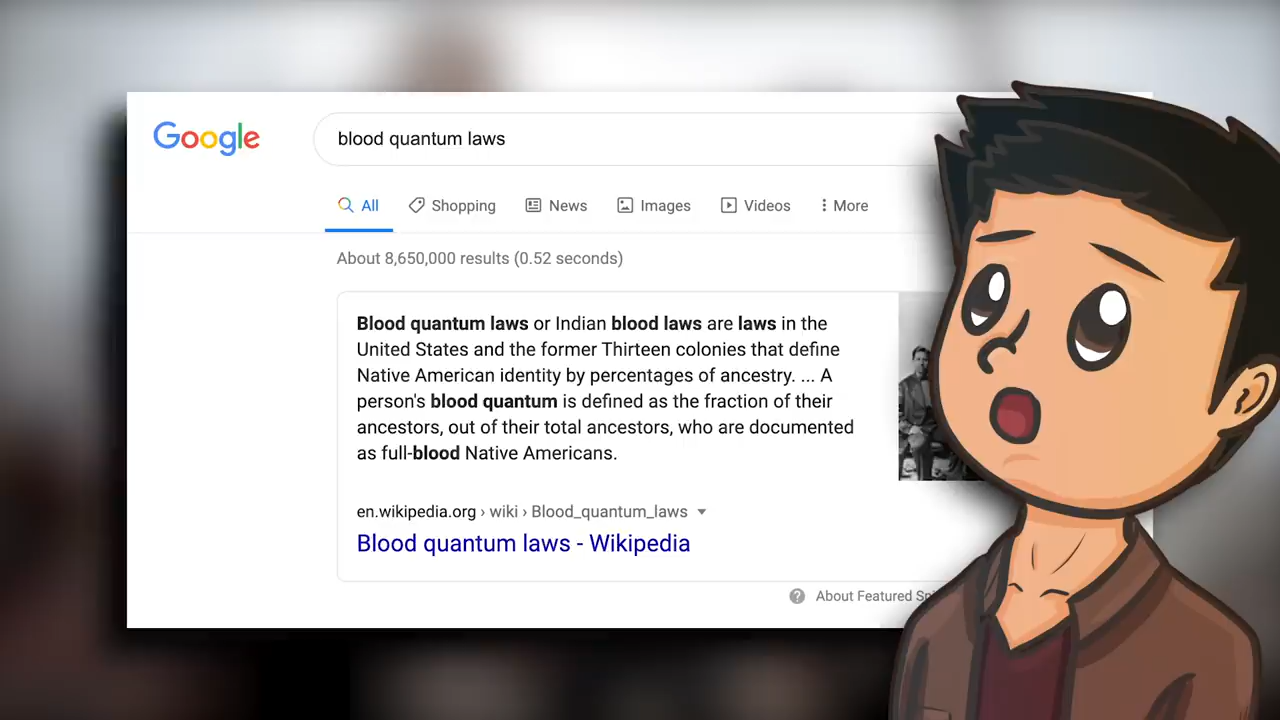 Google
blood quantum laws
All Shopping News Images Videos More
About 8,650,000 results (0.52 seconds)
Blood quantum laws or Indian blood laws are laws in the
United States and the former Thirteen colonies that define
Native American identity by percentages of ancestry. ... A
person's blood quantum is defined as the fraction of their
ancestors, out of their total ancestors, who are documented
as full-blood Native Americans.
en.wikipedia.org › wiki › Blood_quantum_laws
Blood quantum laws - Wikipedia
About Featured